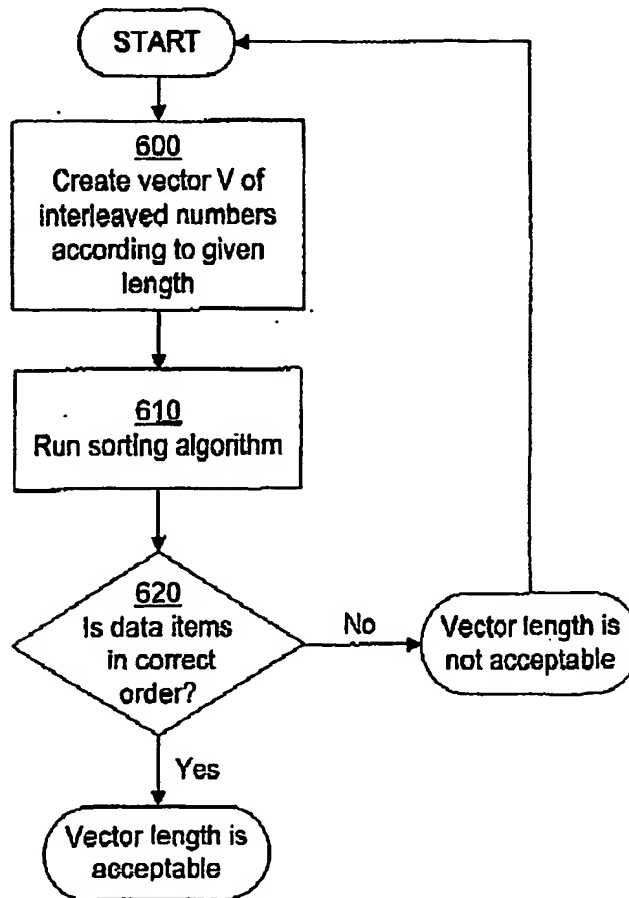 START
600
Create vector V of
interleaved numbers
according to given
length
610
Run sorting algorithm
620
Is data items
in correct
order?
No
Vector length is
not acceptable
Yes
Vector length is
acceptable